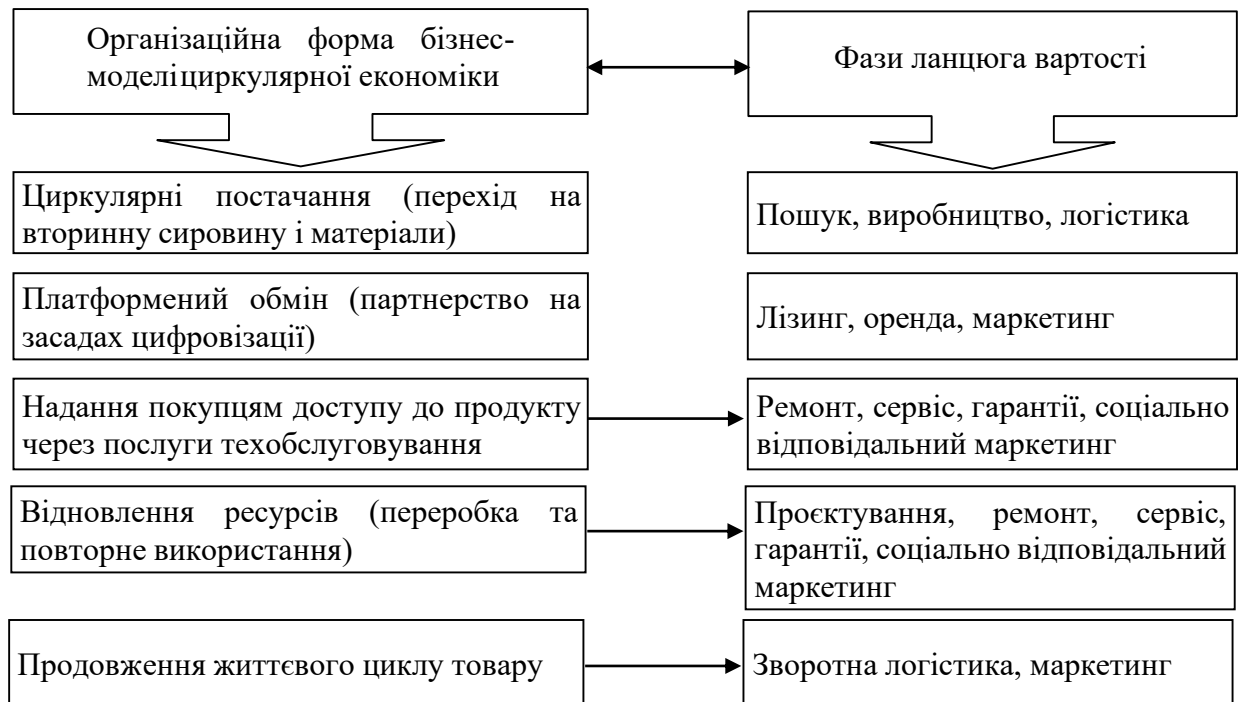 Організаційна форма бізнес-
моделіциркулярної економіки
Фази ланцюга вартості
Циркулярні постачання (перехід на
вторинну сировину і матеріали)
Пошук, виробництво, логістика
Платформений обмін (партнерство на
засадах цифровізації)
Лізинг, оренда, маркетинг
Надання покупцям доступу до продукту
через послуги техобслуговування
Ремонт, сервіс, гарантії, соціально
відповідальний маркетинг
Відновлення ресурсів (переробка та
повторне використання)
Проєктування, ремонт, сервіс,
гарантії, соціально відповідальний
маркетинг
Продовження життєвого циклу товару
Зворотна логістика, маркетинг